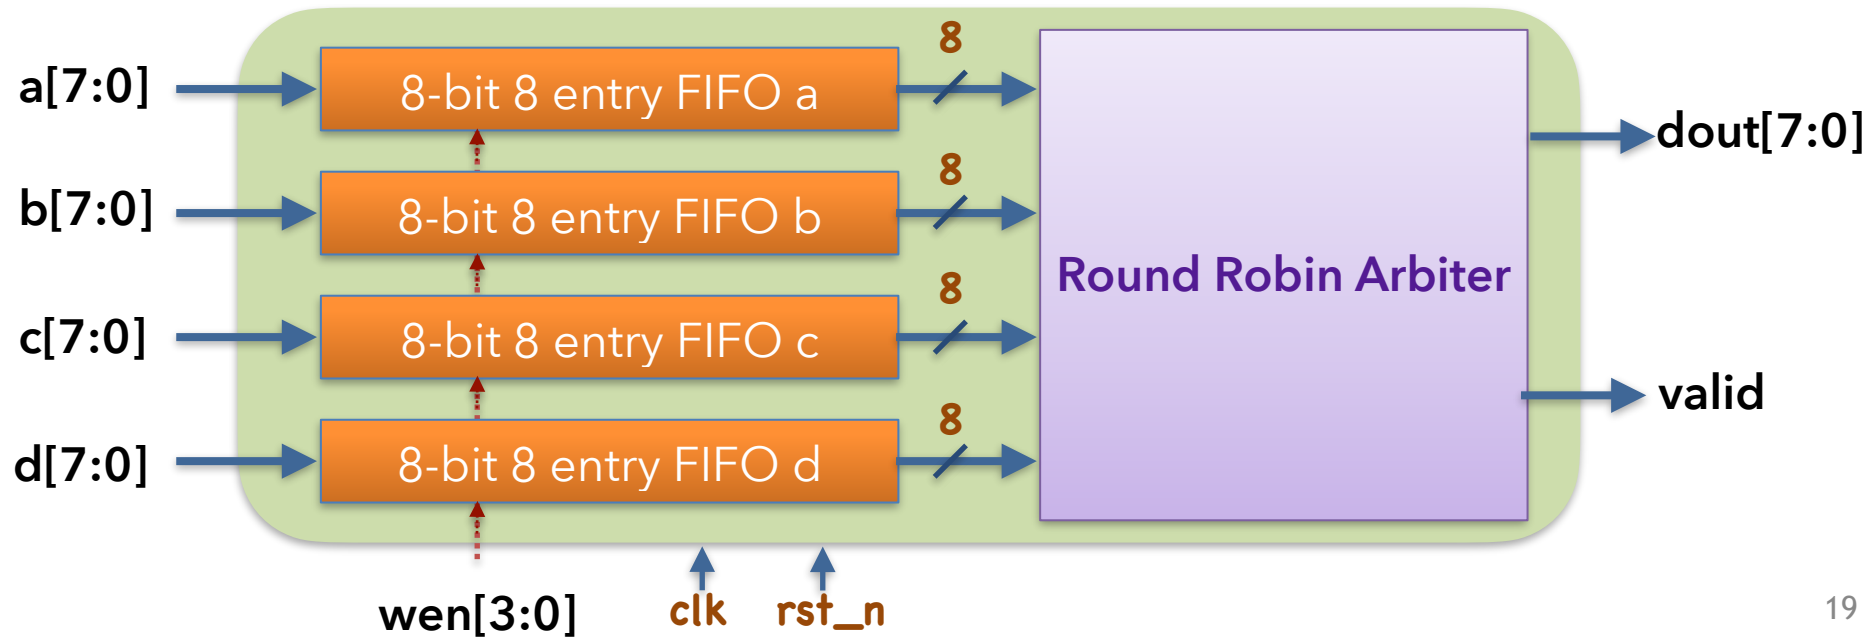 8
a[7:0]
8-bit 8 entry FIFO a
dout[7:0]
8
b[7:0]
8-bit 8 entry FIFO b
Round Robin Arbiter
8
c[7:0]
8-bit 8 entry FIFO c
valid
8
d[7:0]
8-bit 8 entry FIFO d
wen[3:0]
clk
rst_n
19